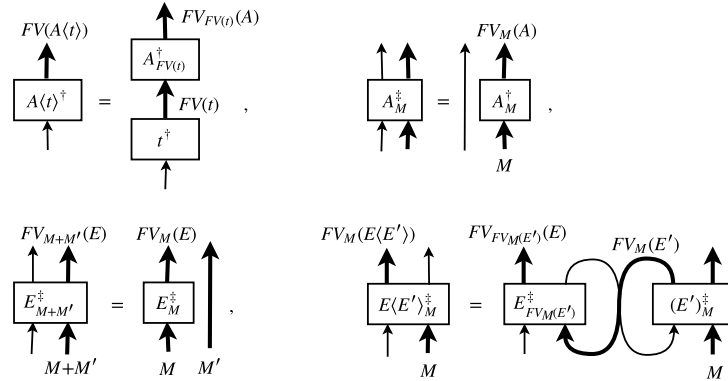 FV(A⟨t⟩)
A⟨t⟩†
=
FV_{FV(t)}(A)
A†_{FV(t)}
FV(t)
t†
,
A‡_M
=
FV_M(A)
A†_M
M
,
FV_{M+M′}(E)
E‡_{M+M′}
M+M′
=
FV_M(E)
E‡_M
M
M′
,
FV_M(E⟨E′⟩)
E⟨E′⟩‡_M
M
=
FV_{FV_M(E′)}(E)
E‡_{FV_M(E′)}
FV_M(E′)
(E′)‡_M
M